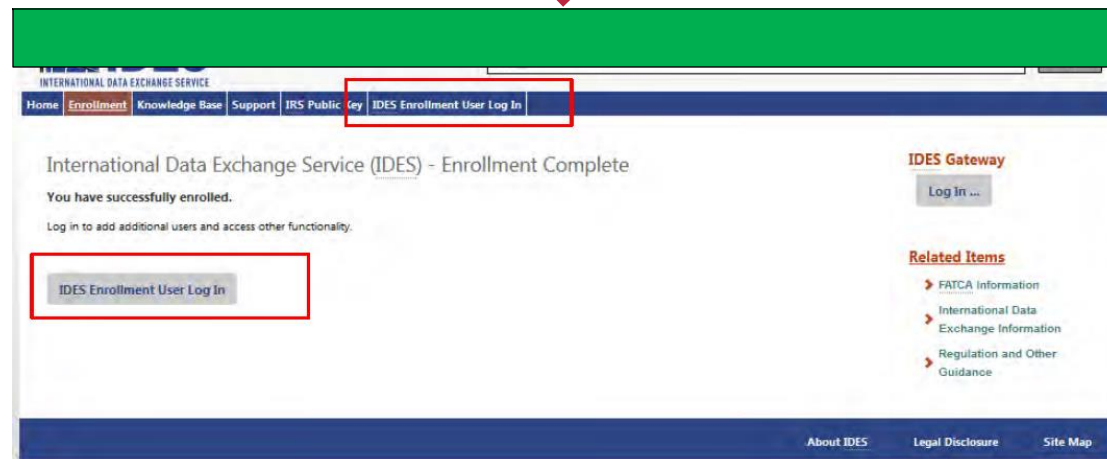 INTERNATIONAL DATA EXCHANGE SERVICE
Home Enrollment Knowledge Base Support IRS Public Key IDES Enrollment User Log In
International Data Exchange Service (IDES) - Enrollment Complete
You have successfully enrolled.
Log in to add additional users and access other functionality.
IDES Enrollment User Log In
IDES Gateway
Log In ...
Related Items
FATCA Information
International Data
Exchange Information
Regulation and Other
Guidance
About IDES Legal Disclosure Site Map